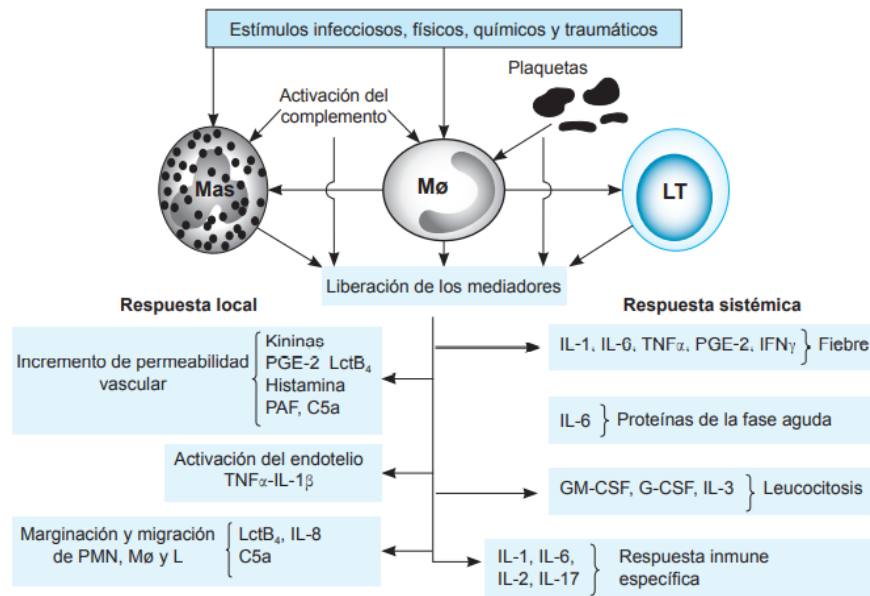 Estímulos infecciosos, físicos, químicos y traumáticos
Plaquetas
Activación del
complemento
Mas
Mø
LT
Liberación de los mediadores
Respuesta local
Incremento de permeabilidad
vascular
Kininas
PGE-2 LctB₄
Histamina
PAF, C5a
Activación del endotelio
TNFα-IL-1β
Marginación y migración
de PMN, Mø y L
LctB₄, IL-8
C5a
Respuesta sistémica
IL-1, IL-6, TNFα, PGE-2, IFNγ } Fiebre
IL-6 } Proteínas de la fase aguda
GM-CSF, G-CSF, IL-3 } Leucocitosis
IL-1, IL-6,
IL-2, IL-17
Respuesta inmune
específica